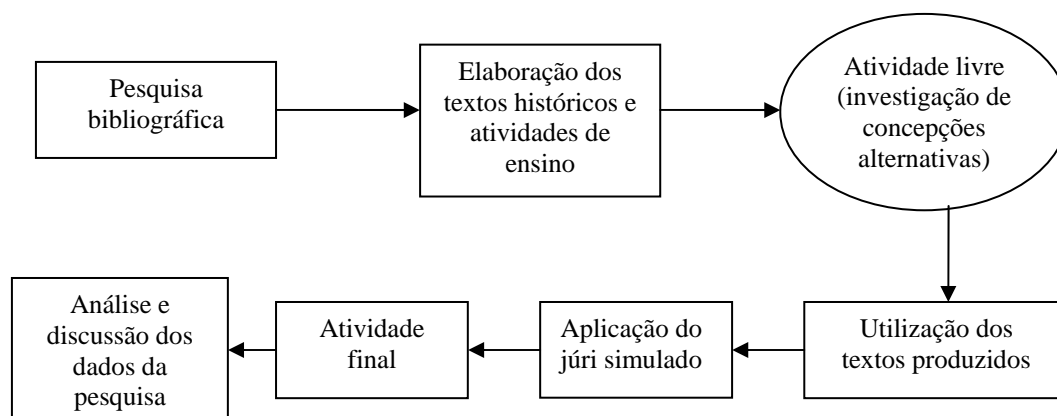 Pesquisa
bibliográfica
Elaboração dos
textos históricos e
atividades de
ensino
Atividade livre
(investigação de
concepções
alternativas)
Utilização dos
textos produzidos
Aplicação do
júri simulado
Atividade
final
Análise e
discussão dos
dados da
pesquisa